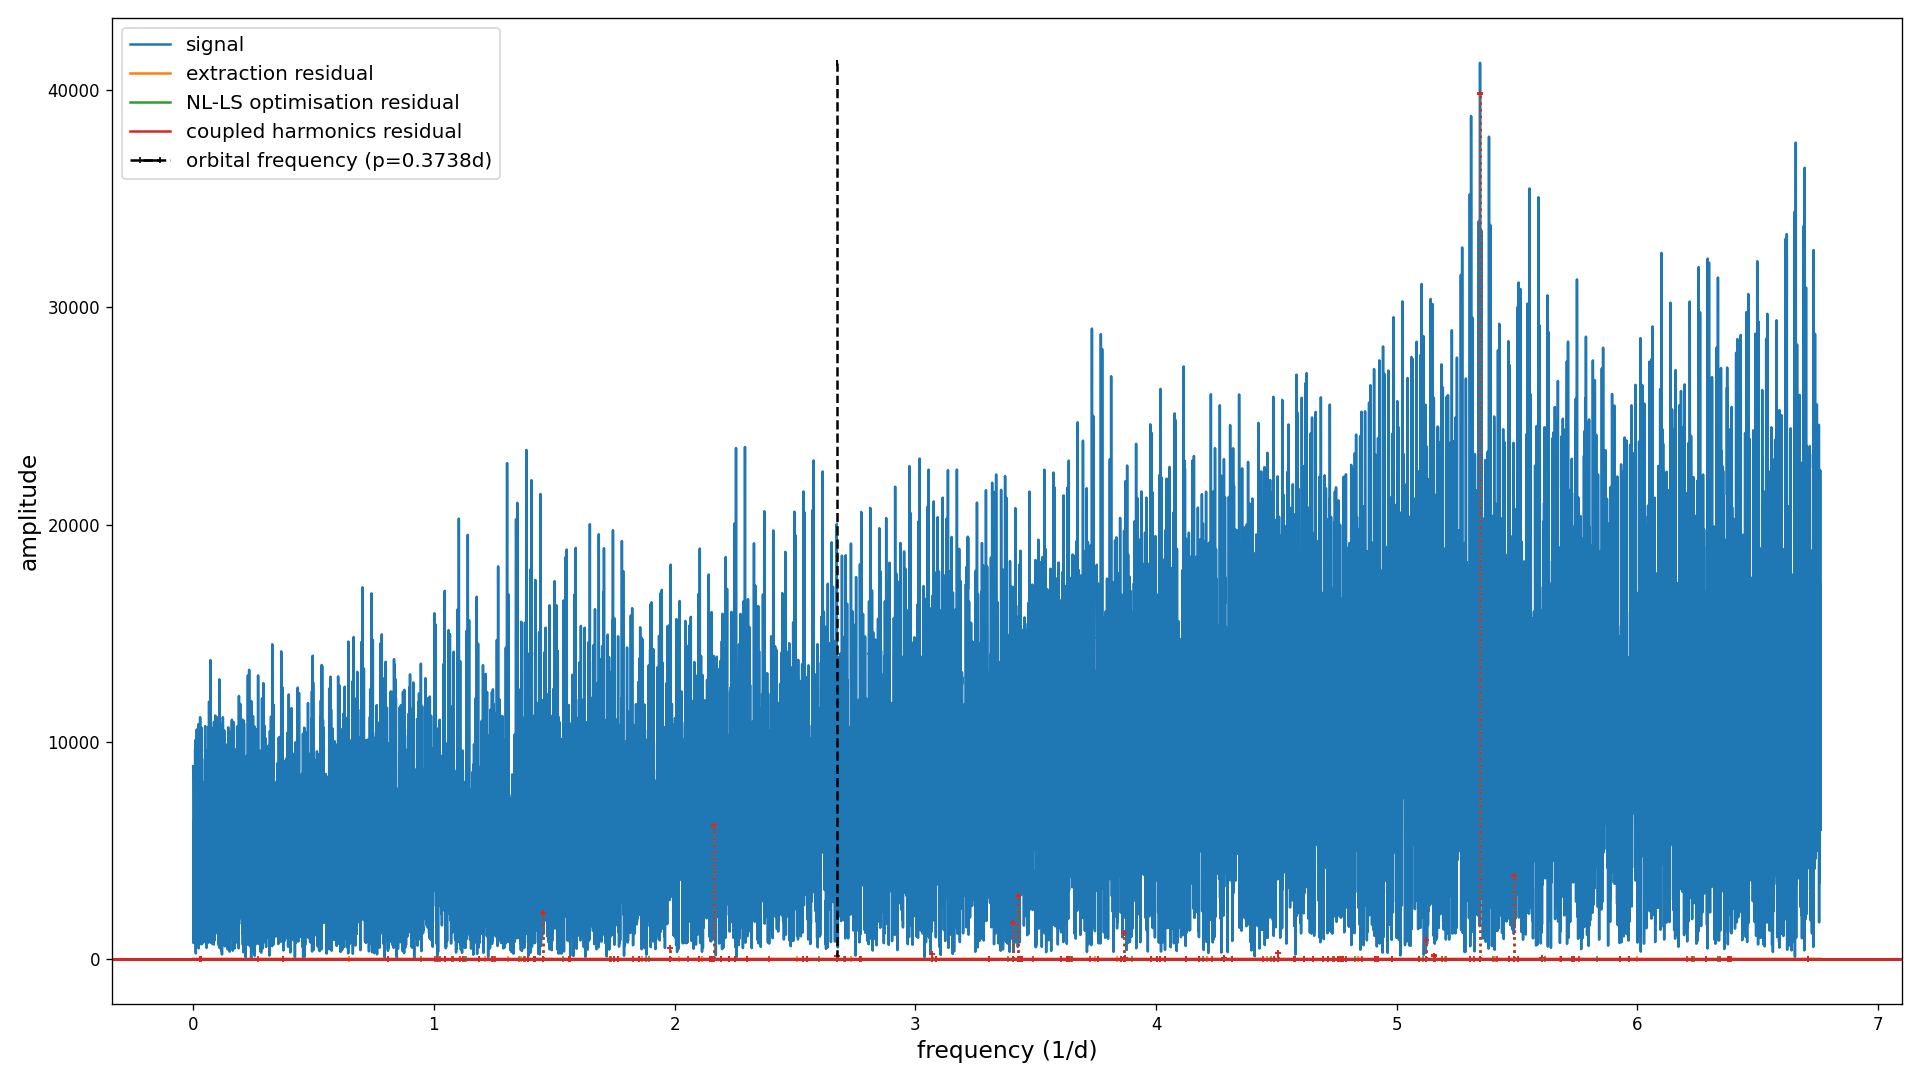 signal
extraction residual
NL-LS optimisation residual
coupled harmonics residual
orbital frequency (p=0.3738d)
amplitude
40000
30000
20000
10000
0
0 1 2 3 4 5 6 7
frequency (1/d)